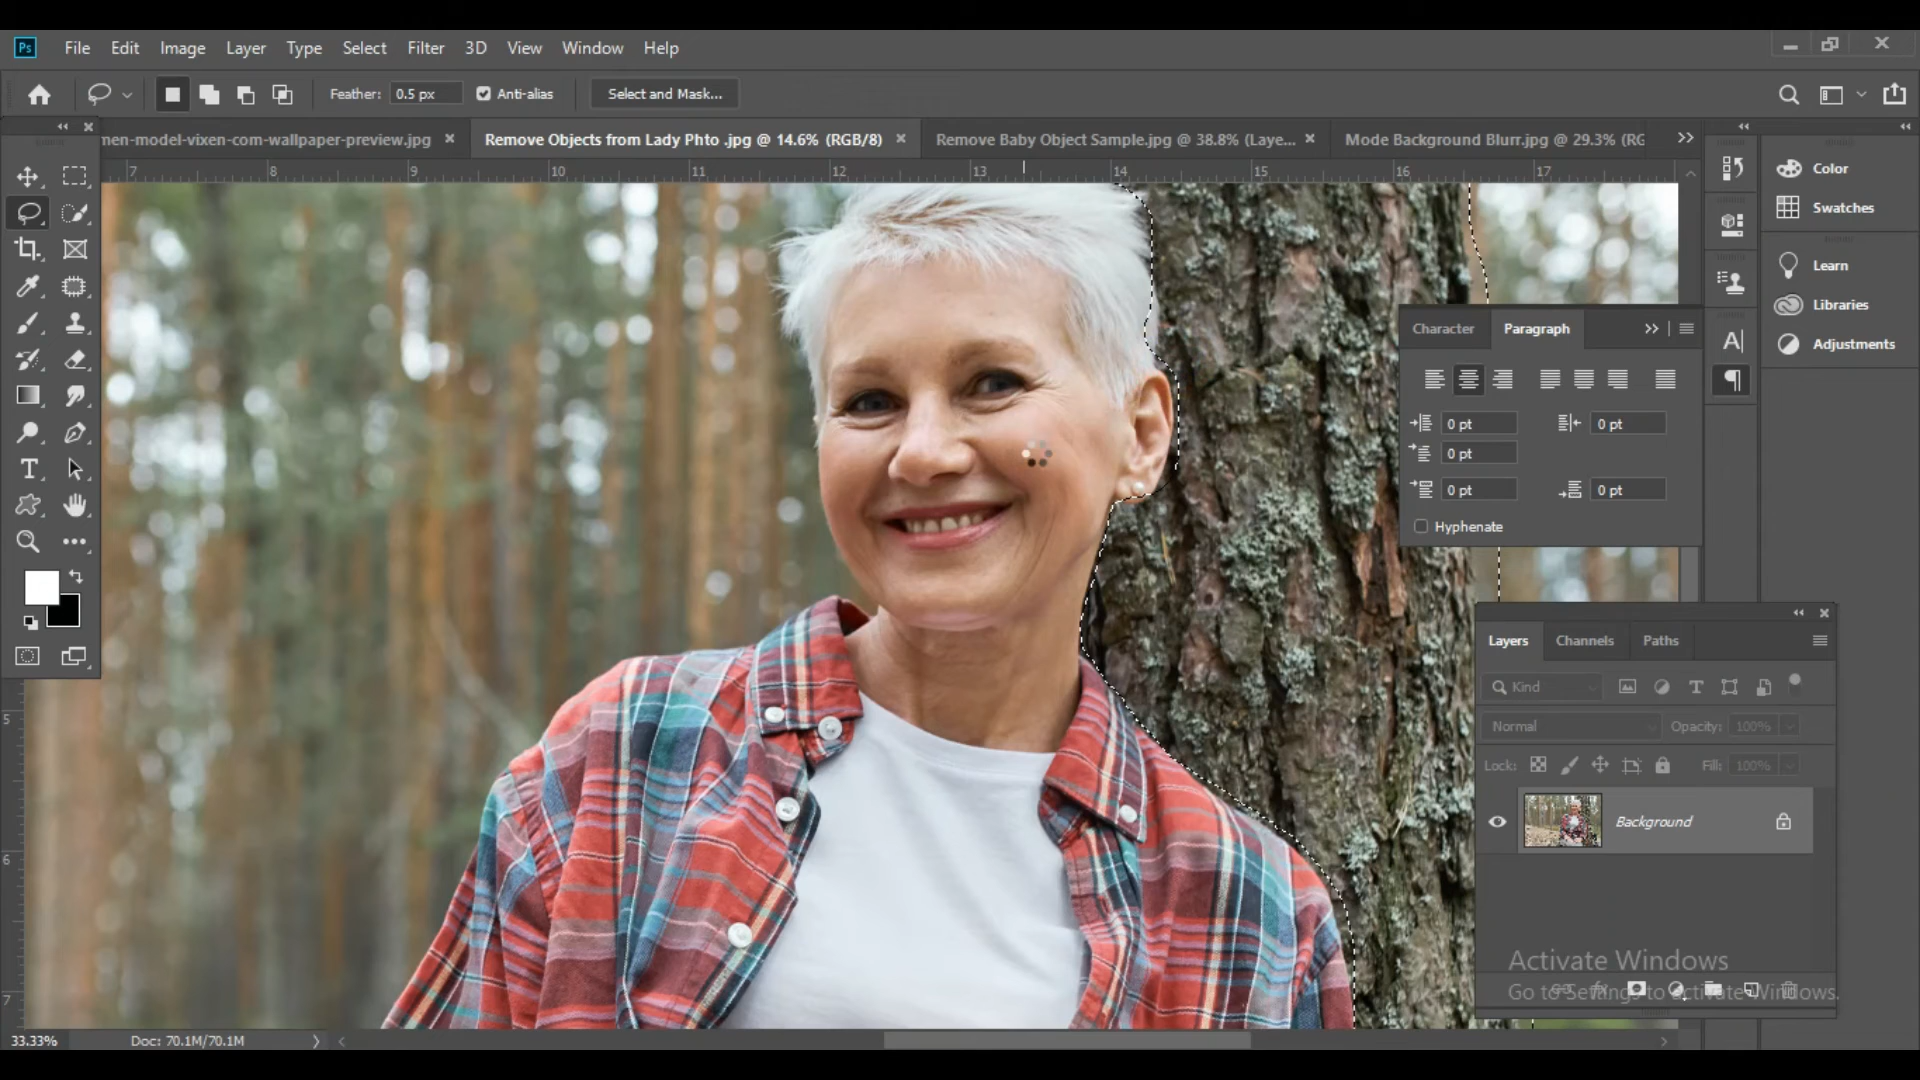 Ps File Edit Image Layer Type Select Filter 3D View Window Help
Feather: 0.5 px Anti-alias Select and Mask...
men-model-vixen-com-wallpaper-preview.jpg Remove Objects from Lady Phto .jpg @ 14.6% (RGB/8) Remove Baby Object Sample.jpg @ 38.8% (Laye... Mode Background Blurr.jpg @ 29.3% (RG
7 8 9 10 11 12 13 14 15 16 17
Color
Swatches
Learn
Libraries
Adjustments
Character Paragraph
0 pt 0 pt
0 pt
0 pt 0 pt
Hyphenate
Layers Channels Paths
Kind
Normal Opacity: 100%
Lock: Fill: 100%
Background
5
6
7
Activate Windows
Go to Settings to activate Windows.
33.33% Doc: 70.1M/70.1M